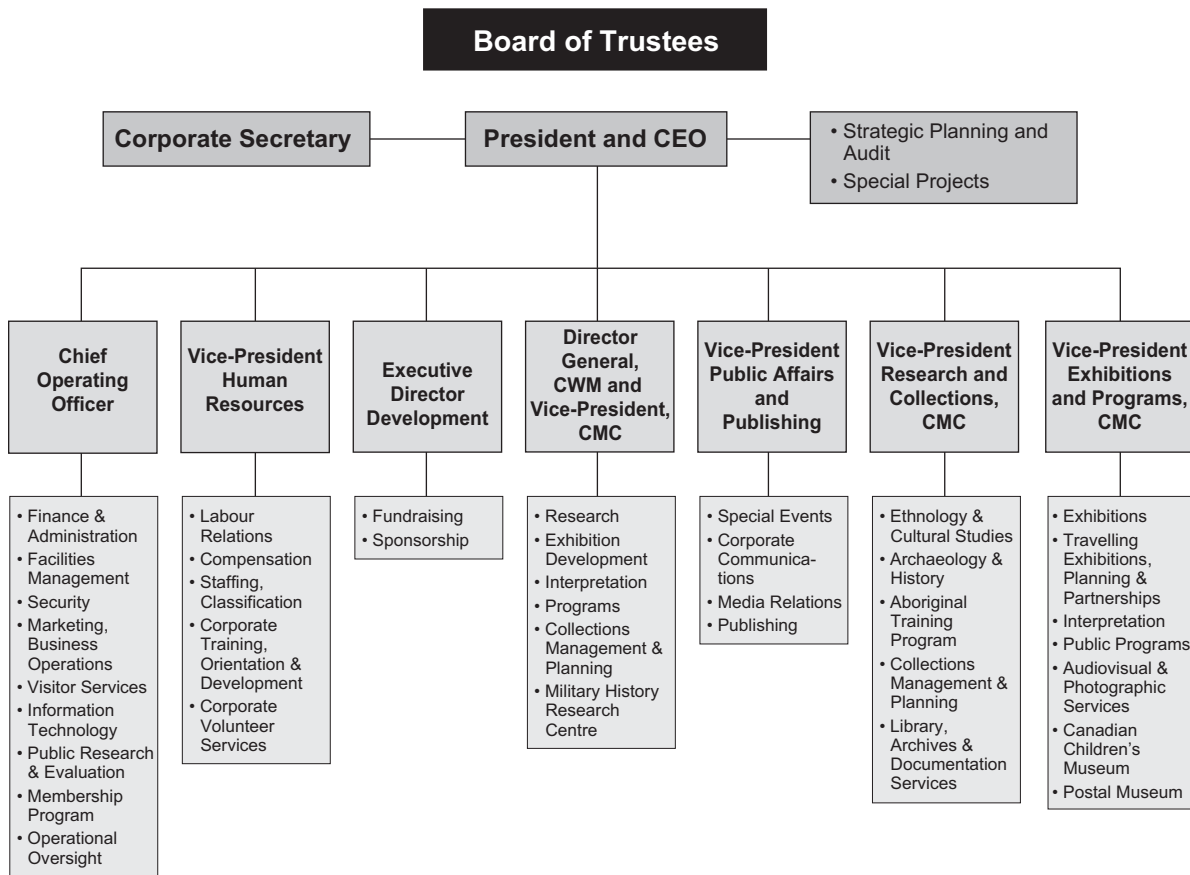 Board of Trustees
Corporate Secretary
President and CEO
• Strategic Planning and
Audit
• Special Projects
Chief
Operating
Officer
Vice-President
Human
Resources
Executive
Director
Development
Director
General,
CWM and
Vice-President,
CMC
Vice-President
Public Affairs
and
Publishing
Vice-President
Research and
Collections,
CMC
Vice-President
Exhibitions
and Programs,
CMC
• Finance &
Administration
• Facilities
Management
• Security
• Marketing,
Business
Operations
• Visitor Services
• Information
Technology
• Public Research
& Evaluation
• Membership
Program
• Operational
Oversight
• Labour
Relations
• Compensation
• Staffing,
Classification
• Corporate
Training,
Orientation &
Development
• Corporate
Volunteer
Services
• Fundraising
• Sponsorship
• Research
• Exhibition
Development
• Interpretation
• Programs
• Collections
Management &
Planning
• Military History
Research
Centre
• Special Events
• Corporate
Communica-
tions
• Media Relations
• Publishing
• Ethnology &
Cultural Studies
• Archaeology &
History
• Aboriginal
Training
Program
• Collections
Management &
Planning
• Library,
Archives &
Documentation
Services
• Exhibitions
• Travelling
Exhibitions,
Planning &
Partnerships
• Interpretation
• Public Programs
• Audiovisual &
Photographic
Services
• Canadian
Children’s
Museum
• Postal Museum